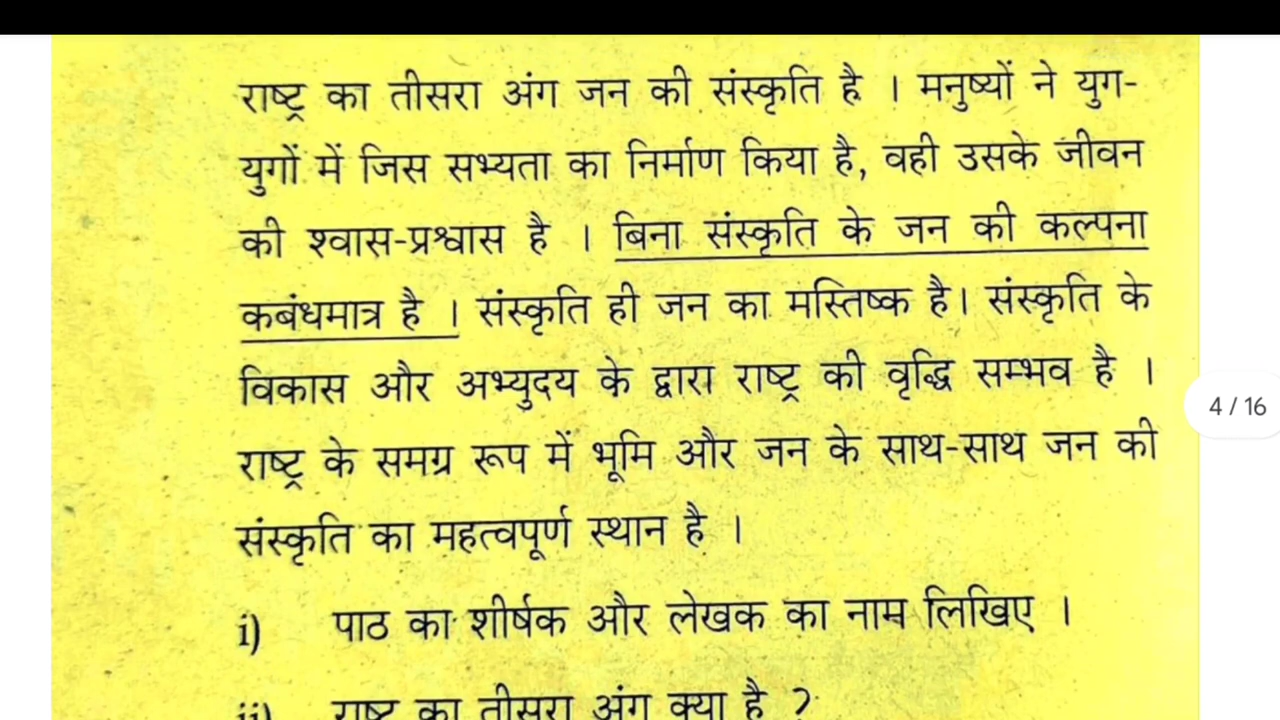 राष्ट्र का तीसरा अंग जन की संस्कृति है । मनुष्यों ने युग-
युगों में जिस सभ्यता का निर्माण किया है, वही उसके जीवन
की श्वास-प्रश्वास है । बिना संस्कृति के जन की कल्पना
कबंधमात्र है । संस्कृति ही जन का मस्तिष्क है। संस्कृति के
विकास और अभ्युदय के द्वारा राष्ट्र की वृद्धि सम्भव है ।
राष्ट्र के समग्र रूप में भूमि और जन के साथ-साथ जन की
संस्कृति का महत्वपूर्ण स्थान है ।
i) पाठ का शीर्षक और लेखक का नाम लिखिए ।
ii) राष्ट्र का तीसरा अंग क्या है ?
4 / 16